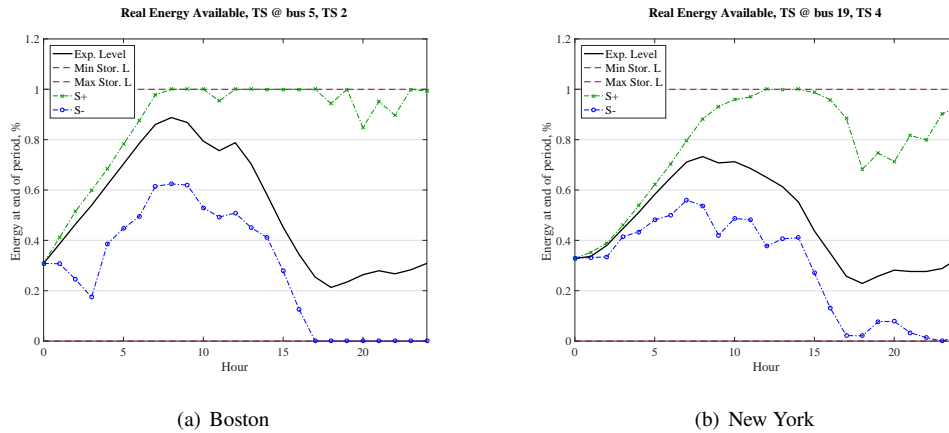 Real Energy Available, TS @ bus 5, TS 2
1.2
1
0.8
0.6
0.4
0.2
0
Energy at end of period, %
Exp. Level
Min Stor. L
Max Stor. L
S+
S-
0 5 10 15 20
Hour
(a) Boston
Real Energy Available, TS @ bus 19, TS 4
1.2
1
0.8
0.6
0.4
0.2
0
Energy at end of period, %
Exp. Level
Min Stor. L
Max Stor. L
S+
S-
0 5 10 15 20
Hour
(b) New York